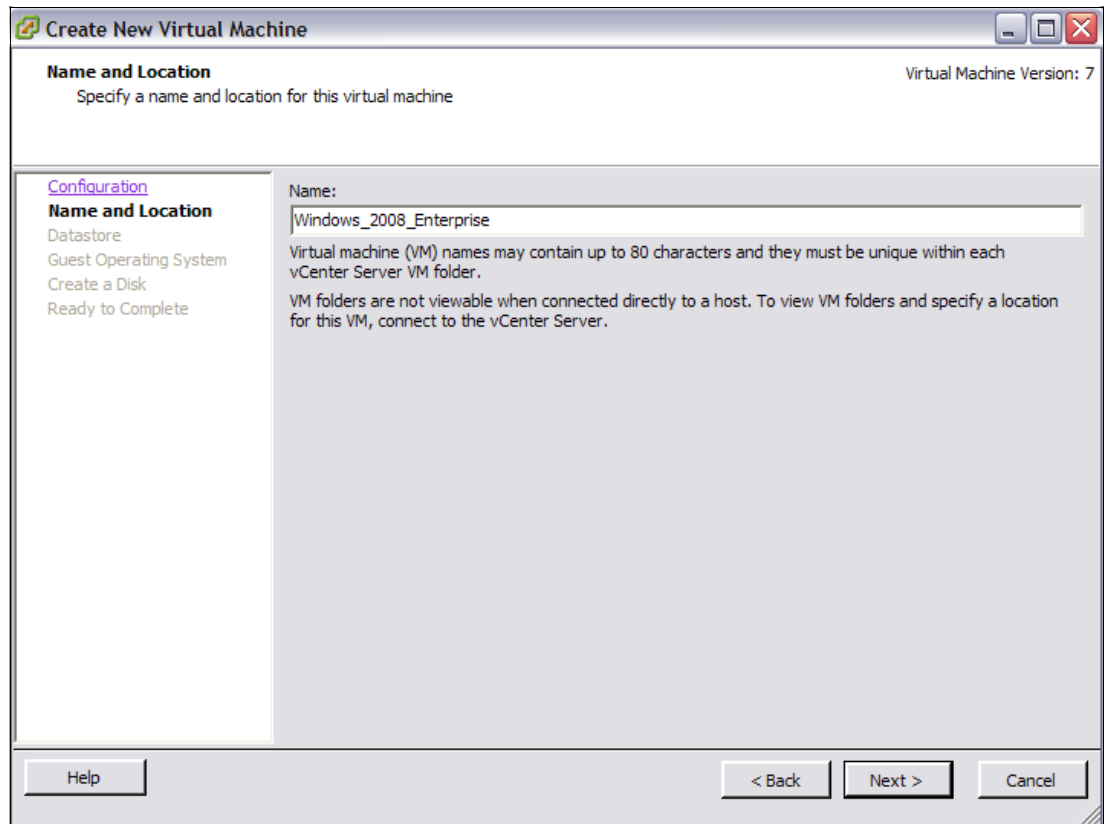 Create New Virtual Machine
Name and Location
Specify a name and location for this virtual machine
Virtual Machine Version: 7
Configuration
Name and Location
Datastore
Guest Operating System
Create a Disk
Ready to Complete
Name:
Windows_2008_Enterprise
Virtual machine (VM) names may contain up to 80 characters and they must be unique within each
vCenter Server VM folder.
VM folders are not viewable when connected directly to a host. To view VM folders and specify a location
for this VM, connect to the vCenter Server.
Help
< Back
Next >
Cancel